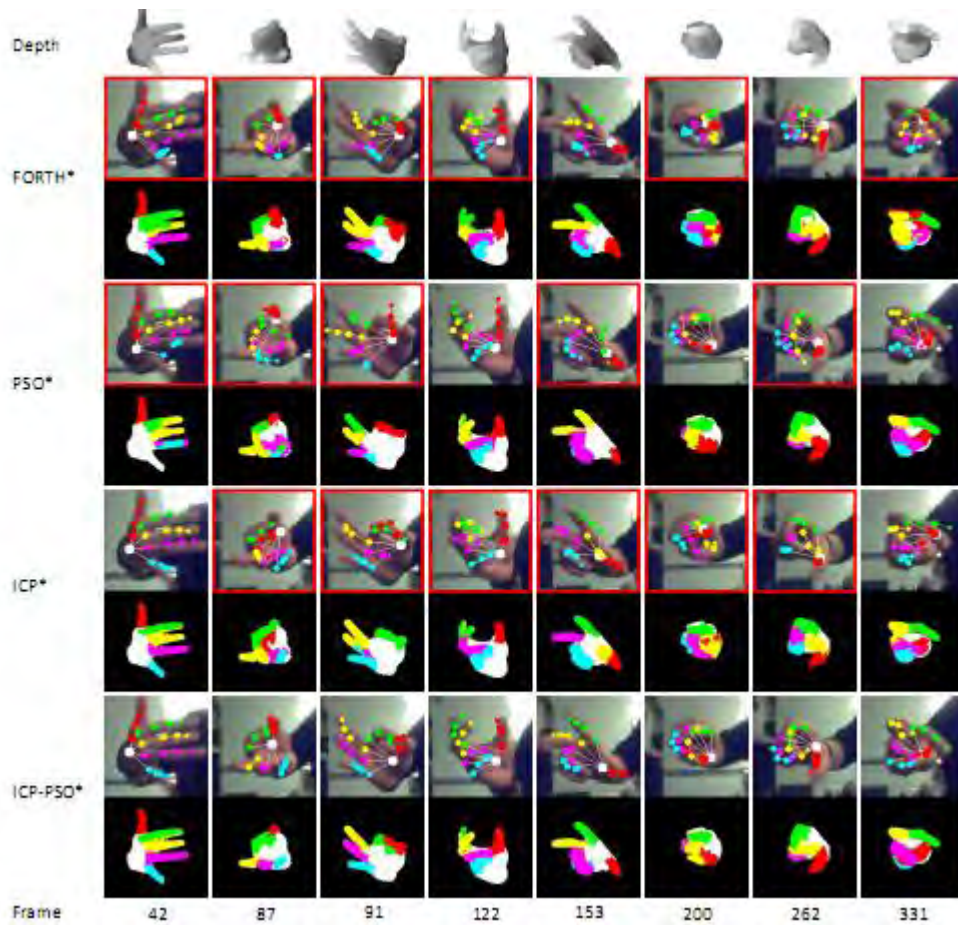 Depth
FORTH*
PSO*
ICP*
ICP-PSO*
Frame 42 87 91 122 153 200 262 331